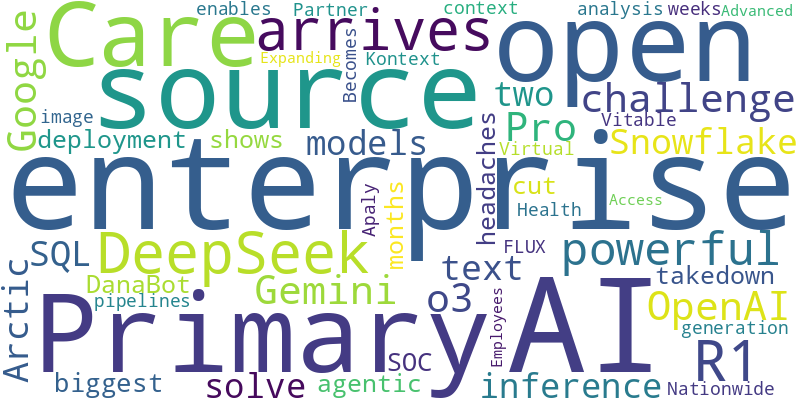 enables Partner context analysis weeks Advanced
Google Care arrives open
Expanding Becomes Kontext
source two challenge
image deployment shows models headaches Pro Vitable Snowflake
Virtual
enterprise
Apaly months cut Health Access
SQL DeepSeek FLUX powerful
Arctic DanaBot pipelines Gemini text takedown
PrimaryAI o3 OpenAI
Employees generation
SOC R1
biggest solve agentic inference Nationwide